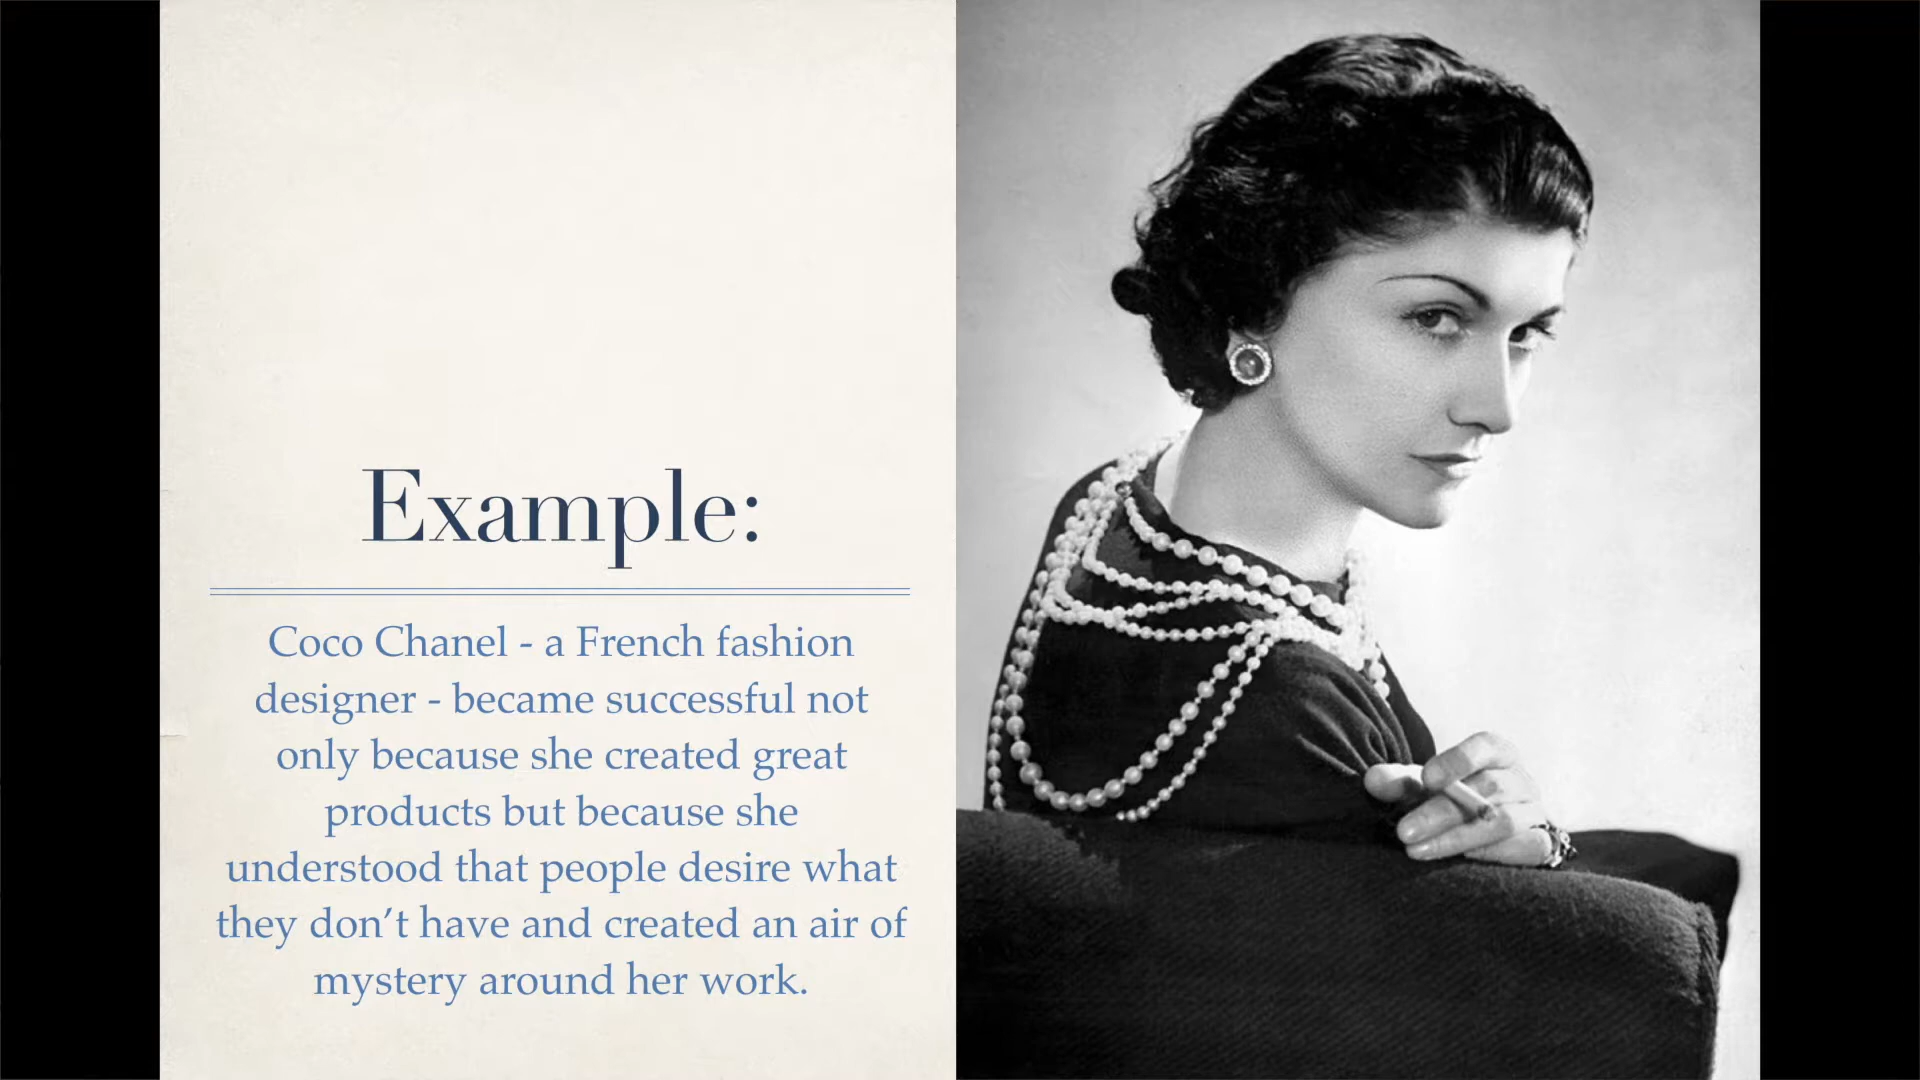 Example:
Coco Chanel - a French fashion
designer - became successful not
only because she created great
products but because she
understood that people desire what
they don’t have and created an air of
mystery around her work.